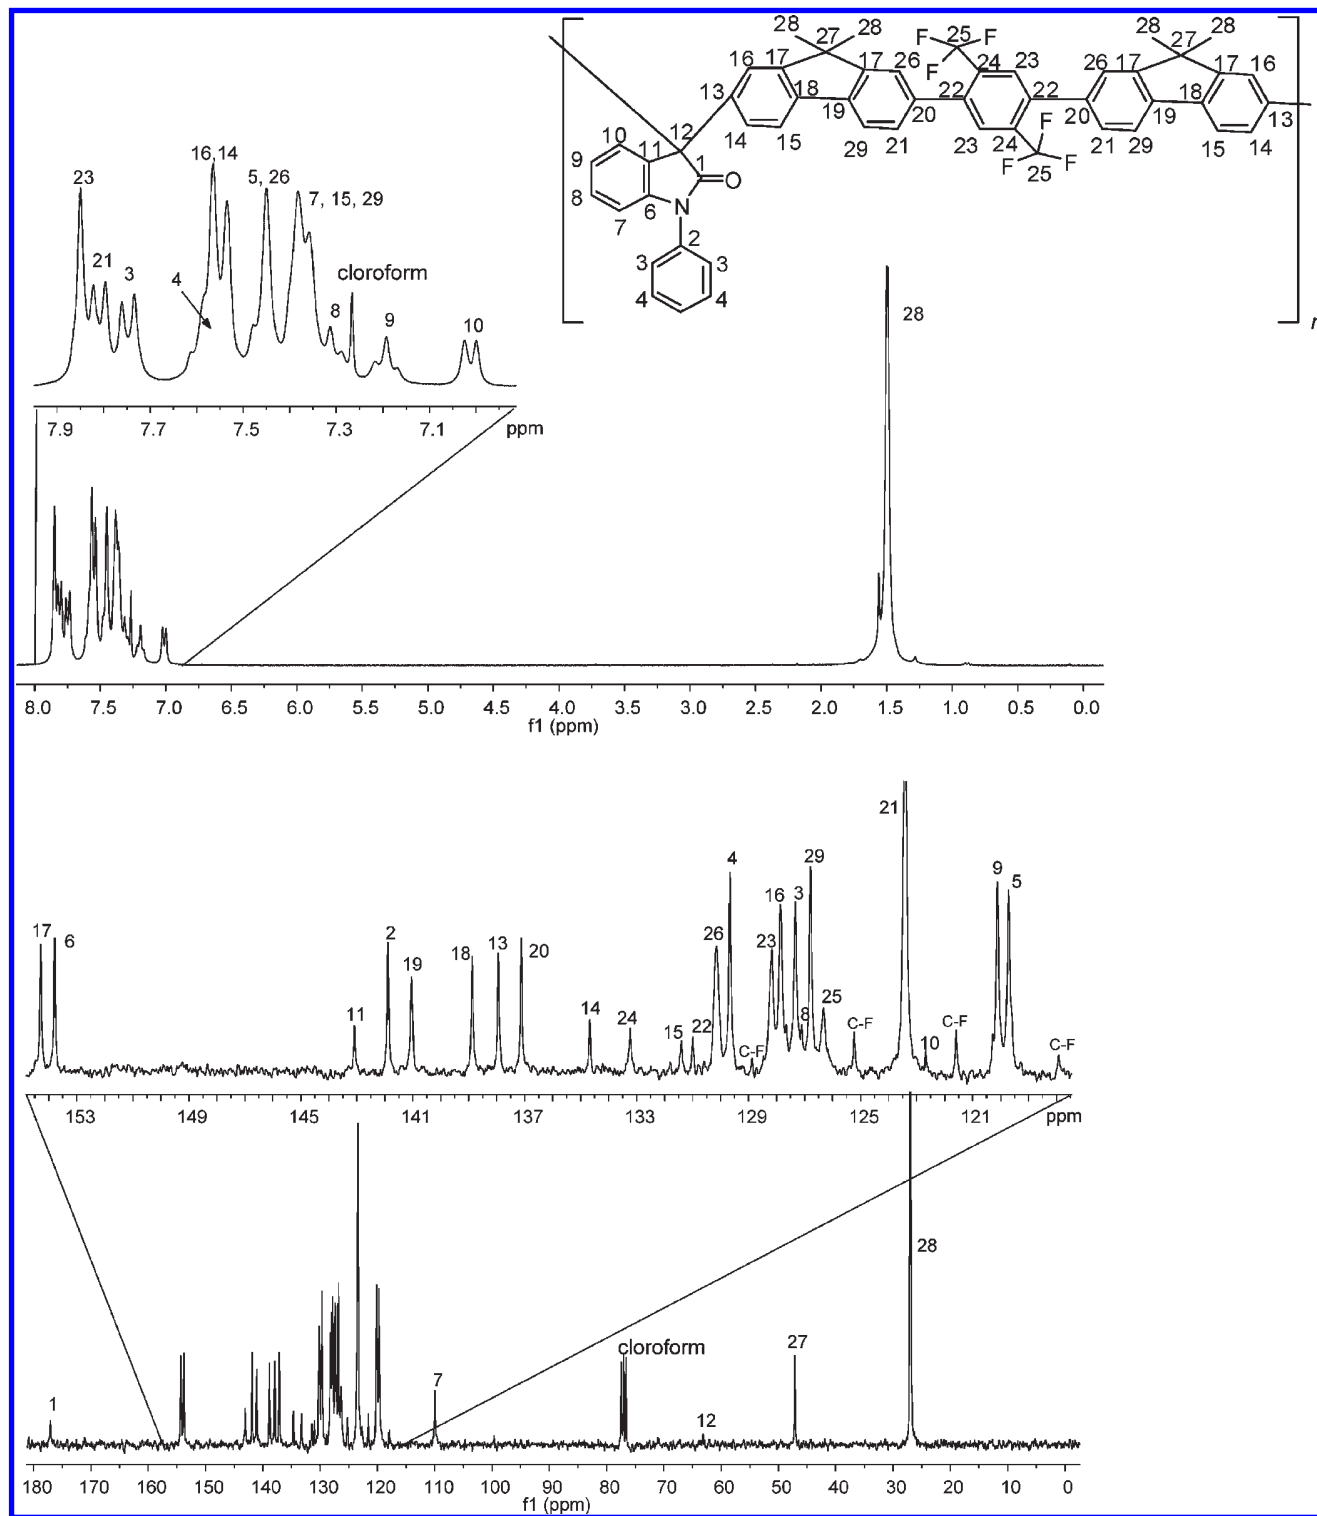 28 28 28 28
27 27
F 25 F
F
16 17 17 26 24 23 26 17 17 16
13 18 22 22 18 13
12 19 20 20 19
14 15 29 21 23 24 21 29 15 14
F
F F
25
10 11 1 O
9
8 6 N
7 2
3 3
4 4
n
23 21 3 4 16,14 5, 26 7, 15, 29
cloroform
8 9 10
7.9 7.7 7.5 7.3 7.1 ppm
28
8.0 7.5 7.0 6.5 6.0 5.5 5.0 4.5 4.0 3.5 3.0 2.5 2.0 1.5 1.0 0.5 0.0
f1 (ppm)
17 6 11 2 19 18 13 20 14 24 15 22 26 4 C-F 23 16 3 8 29 25 C-F 21 10 C-F 9 5 C-F
153 149 145 141 137 133 129 125 121 ppm
1 7 cloroform 12 27 28
180 170 160 150 140 130 120 110 100 90 80 70 60 50 40 30 20 10 0
f1 (ppm)